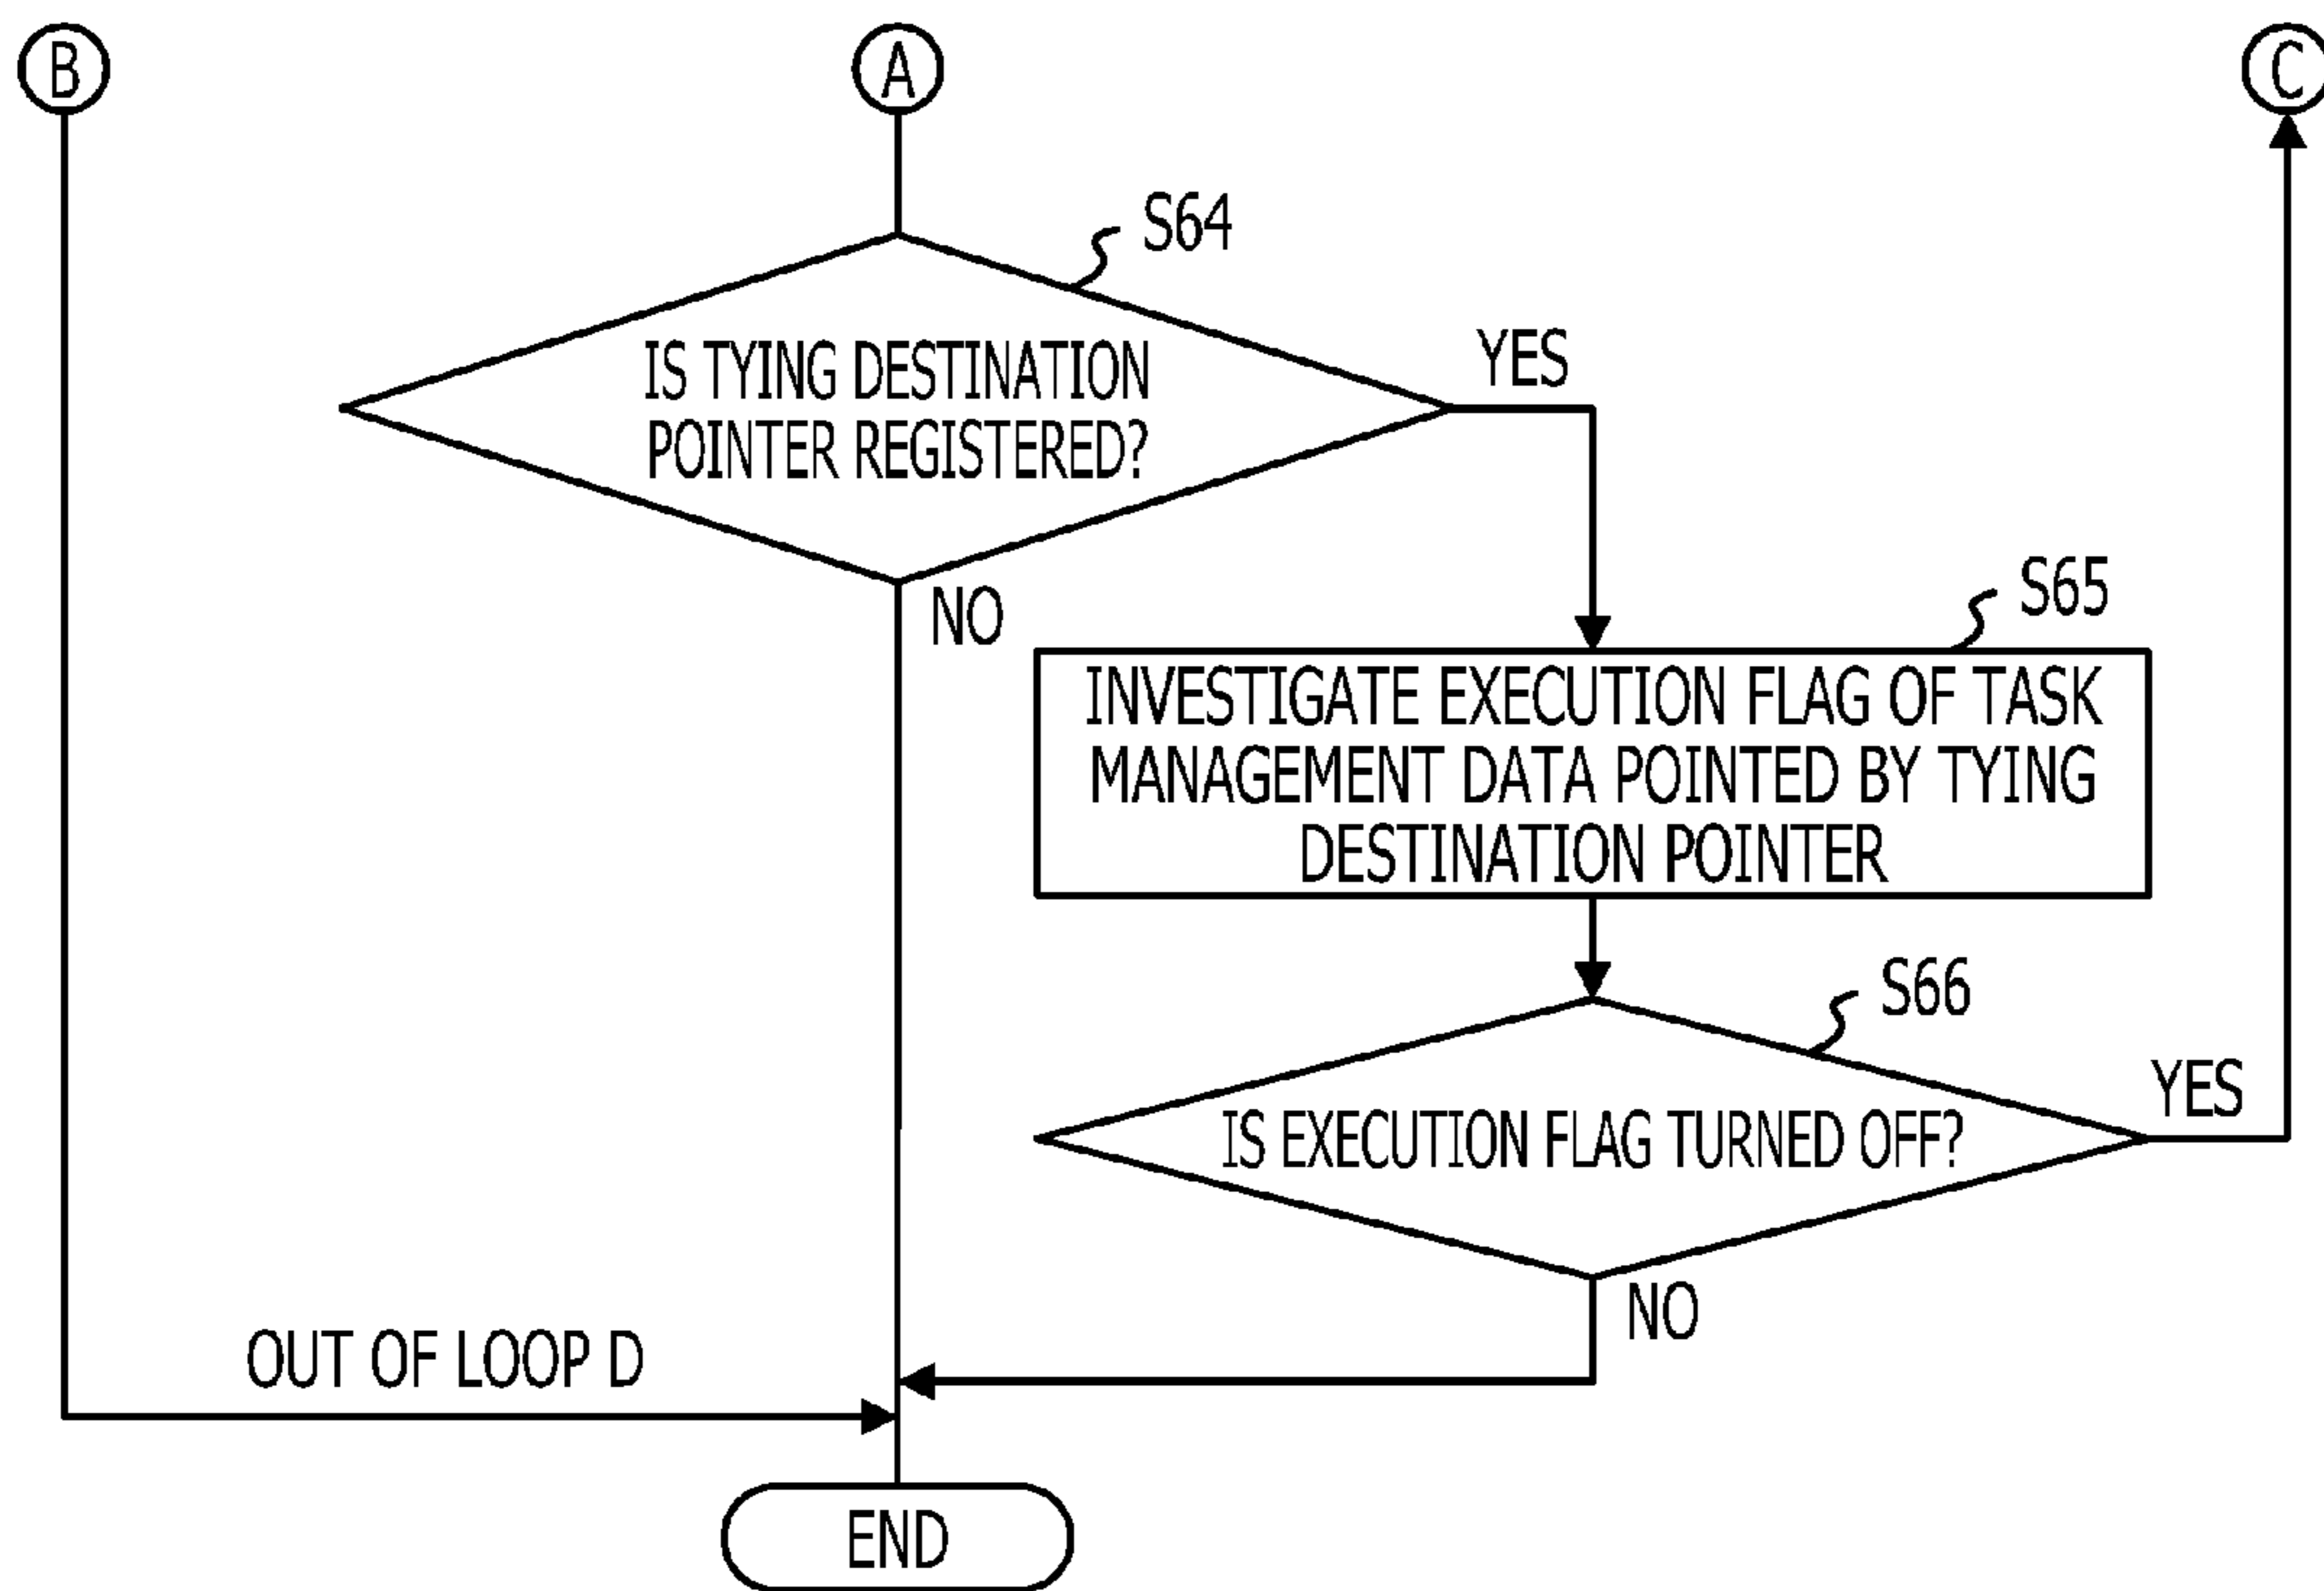 B
A
C
S64
IS TYING DESTINATION
POINTER REGISTERED?
YES
NO
S65
INVESTIGATE EXECUTION FLAG OF TASK
MANAGEMENT DATA POINTED BY TYING
DESTINATION POINTER
S66
IS EXECUTION FLAG TURNED OFF?
YES
NO
OUT OF LOOP D
END